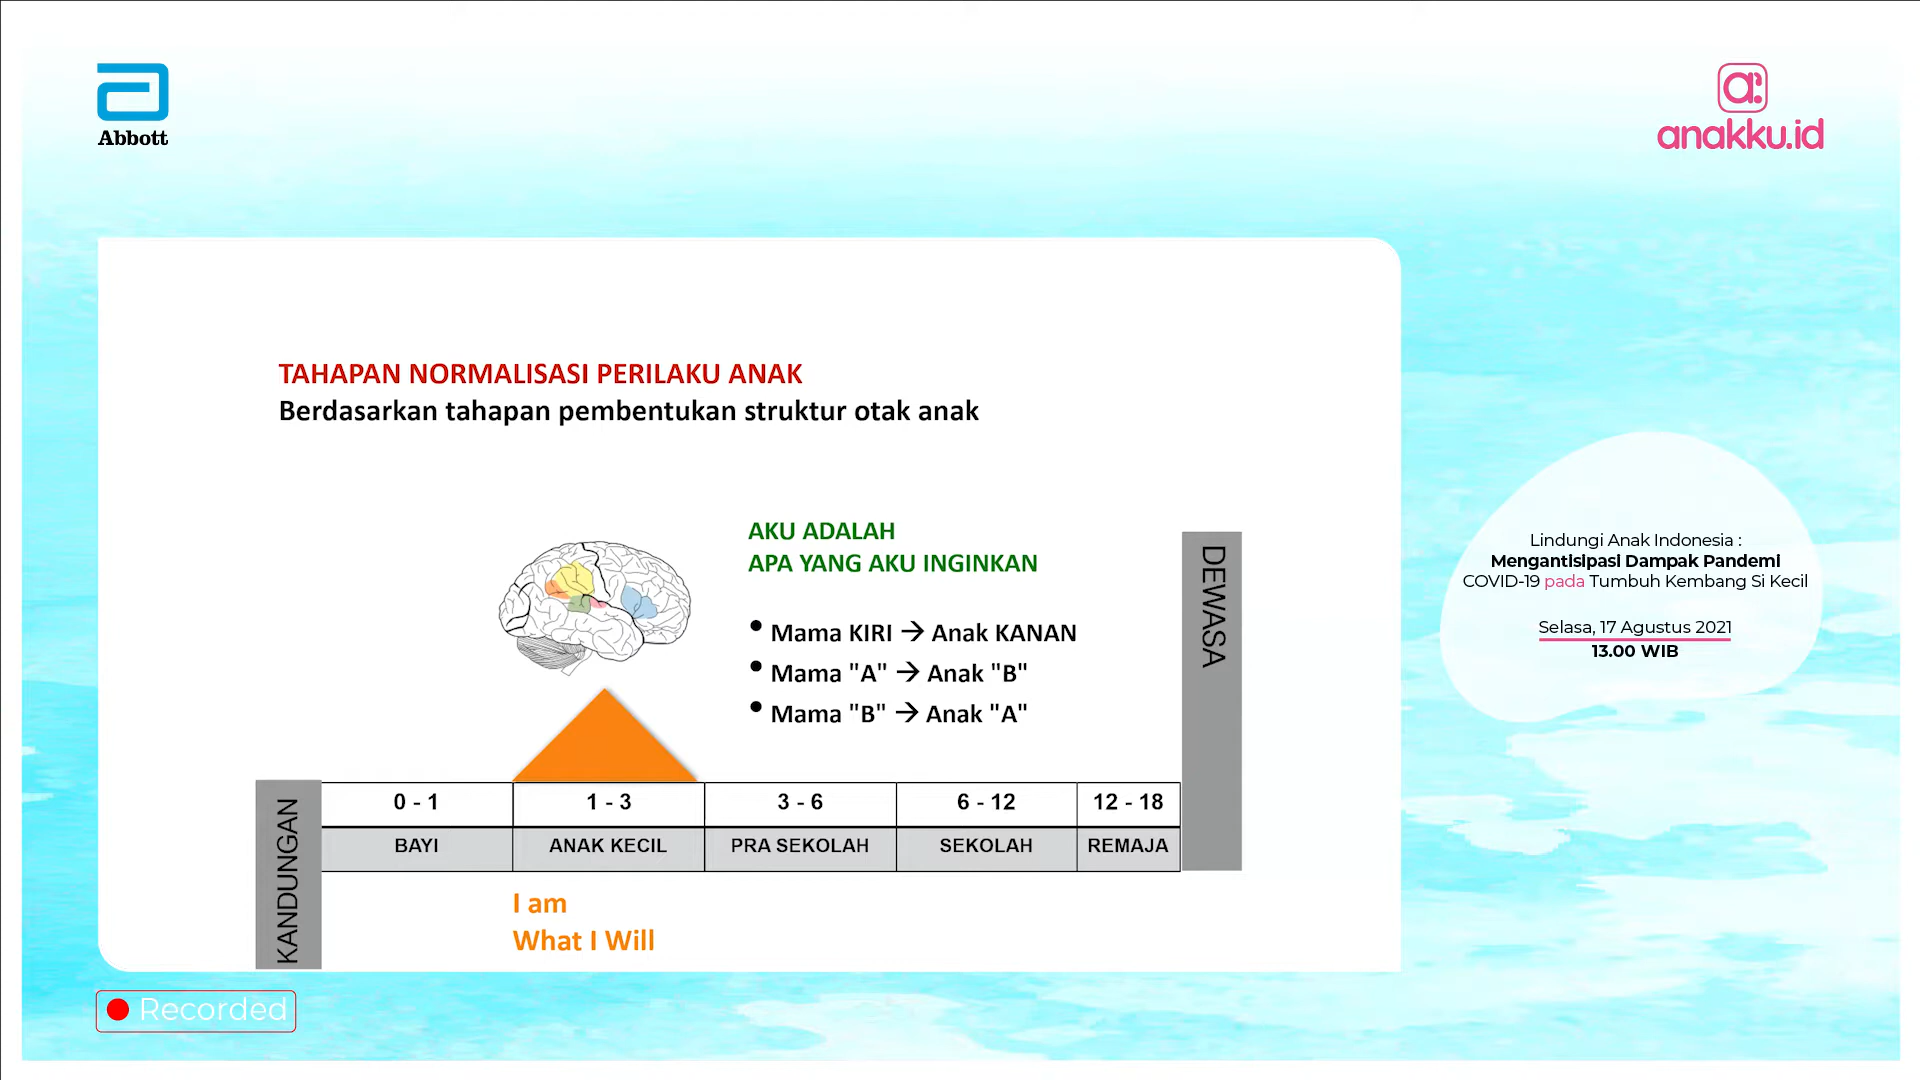 Abbott
anakku.id
TAHAPAN NORMALISASI PERILAKU ANAK
Berdasarkan tahapan pembentukan struktur otak anak
AKU ADALAH
APA YANG AKU INGINKAN
• Mama KIRI → Anak KANAN
• Mama "A" → Anak "B"
• Mama "B" → Anak "A"
DEWASA
KANDUNGAN
0 - 1
1 - 3
3 - 6
6 - 12
12 - 18
BAYI
ANAK KECIL
PRA SEKOLAH
SEKOLAH
REMAJA
I am
What I Will
Lindungi Anak Indonesia :
Mengantisipasi Dampak Pandemi
COVID-19 pada Tumbuh Kembang Si Kecil
Selasa, 17 Agustus 2021
13.00 WIB
Recorded